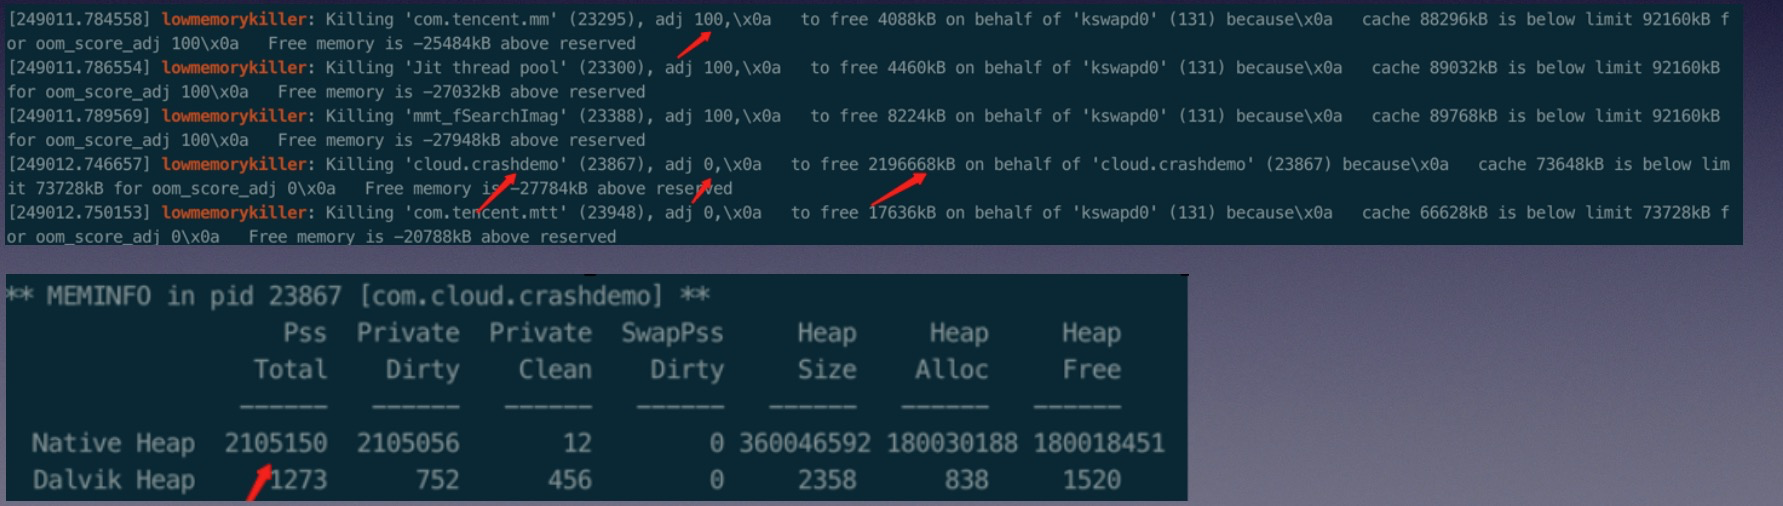 [249011.784558] lowmemorykiller: Killing 'com.tencent.mm' (23295), adj 100,\x0a   to free 4088kB on behalf of 'kswapd0' (131) because\x0a   cache 88296kB is below limit 92160kB f
or oom_score_adj 100\x0a   Free memory is -25484kB above reserved
[249011.786554] lowmemorykiller: Killing 'Jit thread pool' (23300), adj 100,\x0a   to free 4460kB on behalf of 'kswapd0' (131) because\x0a   cache 89032kB is below limit 92160kB
for oom_score_adj 100\x0a   Free memory is -27032kB above reserved
[249011.789569] lowmemorykiller: Killing 'mmt_fSearchImag' (23388), adj 100,\x0a   to free 8224kB on behalf of 'kswapd0' (131) because\x0a   cache 89768kB is below limit 92160kB
for oom_score_adj 100\x0a   Free memory is -27948kB above reserved
[249012.746657] lowmemorykiller: Killing 'cloud.crashdemo' (23867), adj 0,\x0a   to free 2196668kB on behalf of 'cloud.crashdemo' (23867) because\x0a   cache 73648kB is below lim
it 73728kB for oom_score_adj 0\x0a   Free memory is -27784kB above reserved
[249012.750153] lowmemorykiller: Killing 'com.tencent.mtt' (23948), adj 0,\x0a   to free 17636kB on behalf of 'kswapd0' (131) because\x0a   cache 66628kB is below limit 73728kB f
or oom_score_adj 0\x0a   Free memory is -20788kB above reserved
** MEMINFO in pid 23867 [com.cloud.crashdemo] **
Pss Private Private SwapPss Heap Heap Heap
Total Dirty Clean Dirty Size Alloc Free
------ ------ ------ ------ ------ ------ ------
Native Heap 2105150 2105056 12 0 360046592 180030188 180018451
Dalvik Heap 1273 752 456 0 2358 838 1520